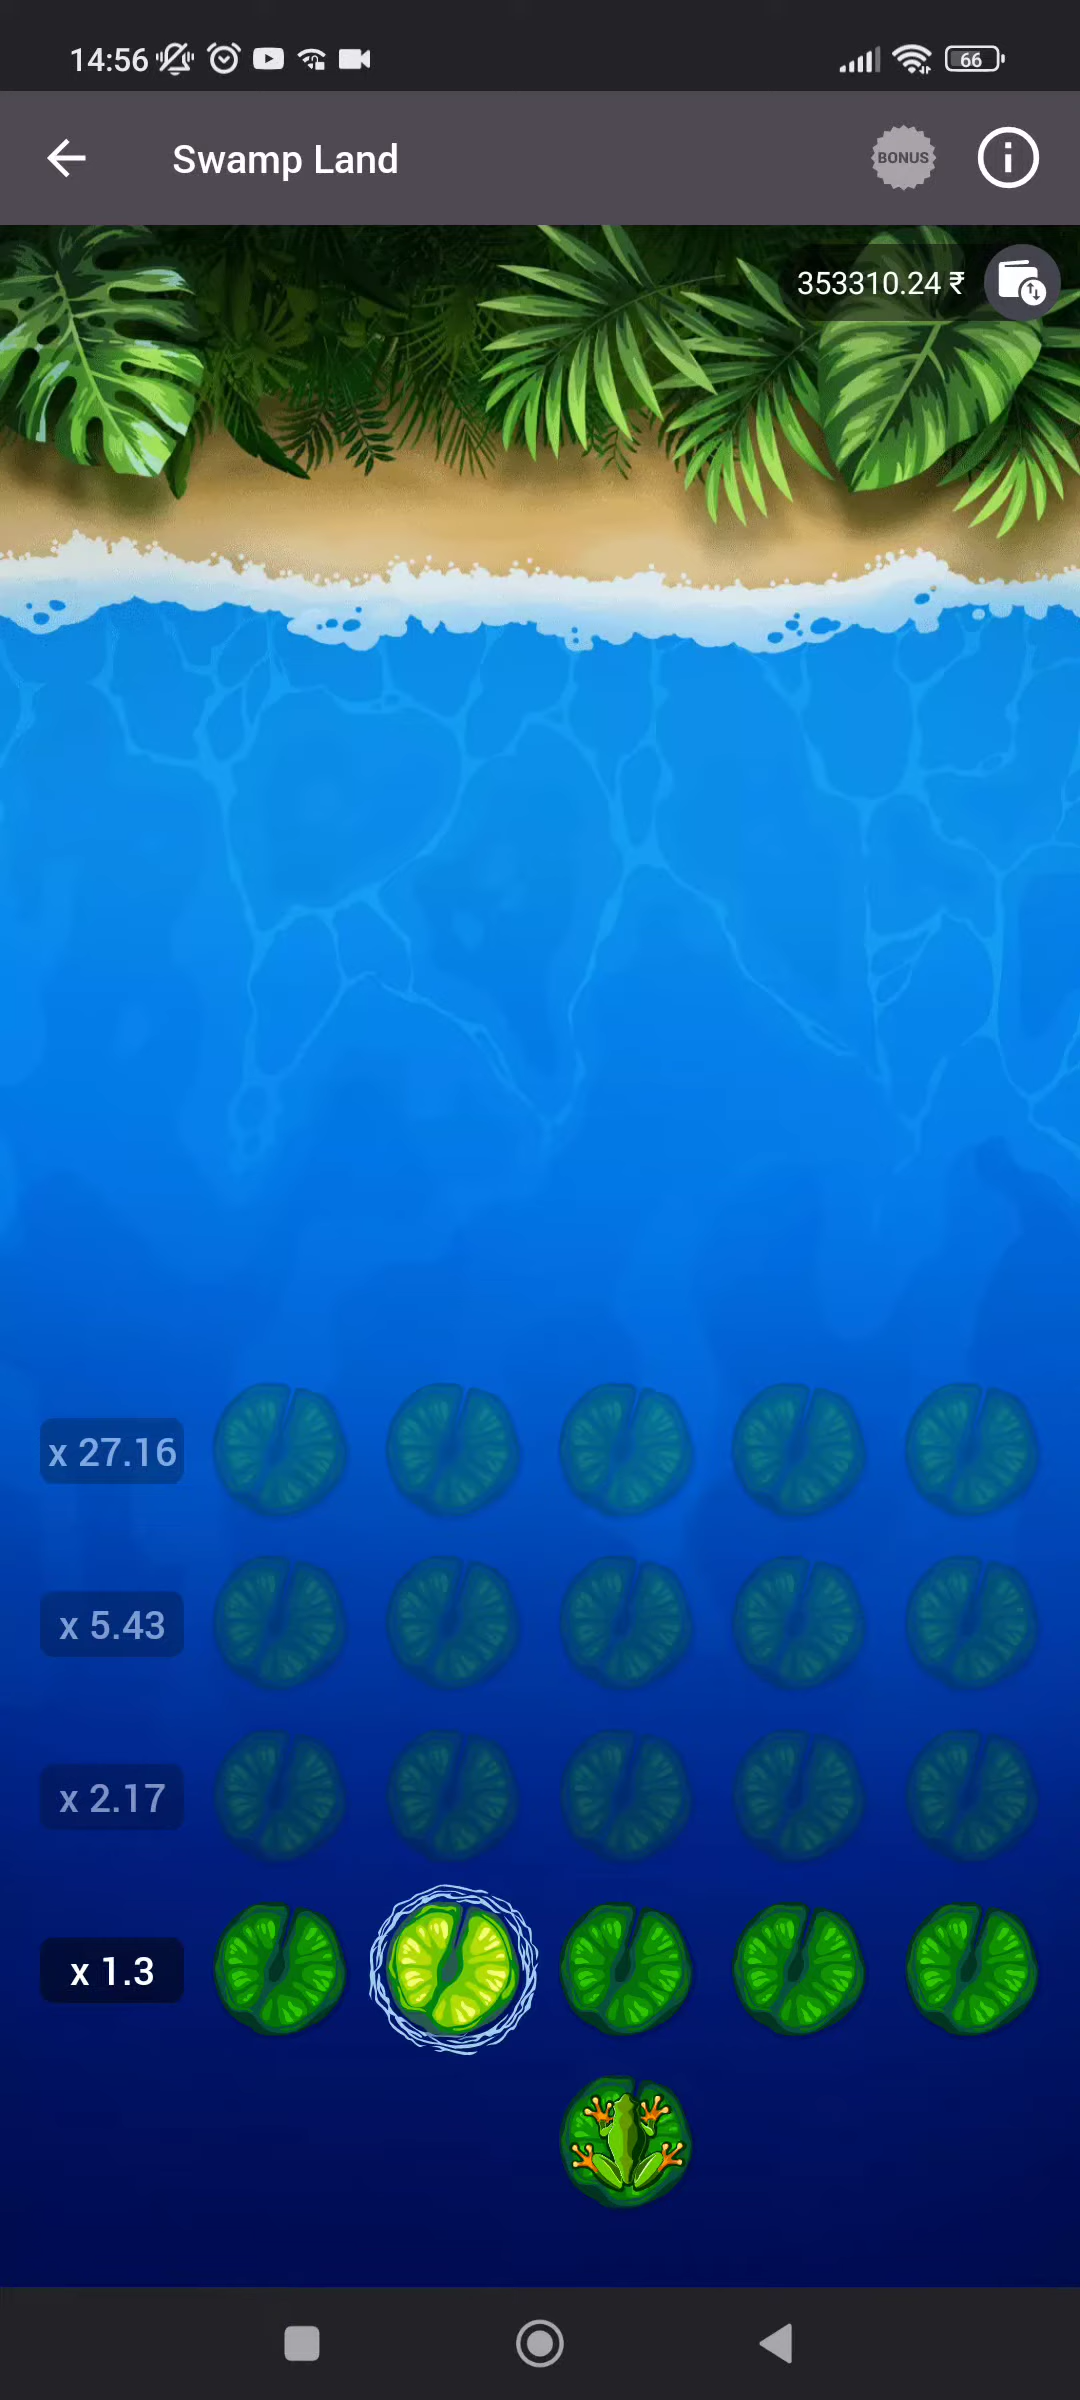 14:56
66
Swamp Land
BONUS
353310.24 ₹
x 27.16
x 5.43
x 2.17
x 1.3